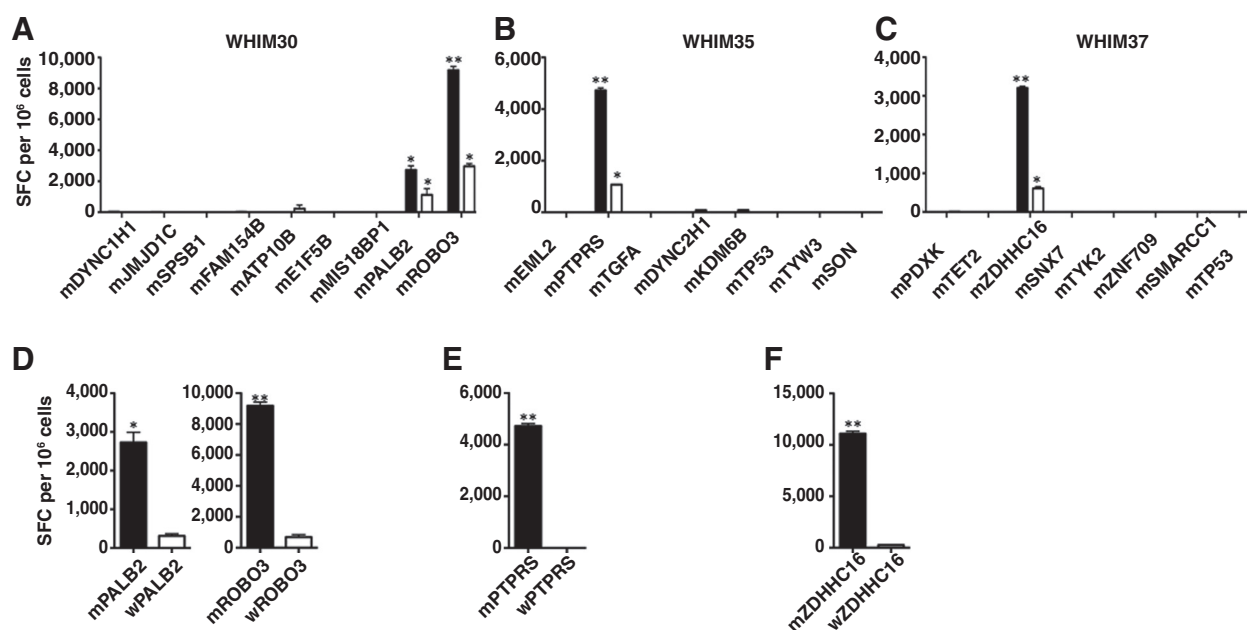 A
WHIM30
SFC per 10⁶ cells
10,000
8,000
6,000
4,000
2,000
0
**
*
*
*
mDYNC1H1
mJMJD1C
mSPSB1
mFAM154B
mATP10B
mE1F5B
mMIS18BP1
mPALB2
mROBO3
B
WHIM35
6,000
4,000
2,000
0
**
*
mEML2
mPTPRS
mTGFA
mDYNC2H1
mKDM6B
mTP53
mTYW3
mSON
C
WHIM37
4,000
3,000
2,000
1,000
0
**
*
mPDXK
mTET2
mZDHHC16
mSNX7
mTYK2
mZNF709
mSMARCC1
mTP53
D
SFC per 10⁶ cells
4,000
3,000
2,000
1,000
0
*
mPALB2
wPALB2
10,000
8,000
6,000
4,000
2,000
0
**
mROBO3
wROBO3
E
6,000
4,000
2,000
0
**
mPTPRS
wPTPRS
F
15,000
10,000
5,000
0
**
mZDHHC16
wZDHHC16